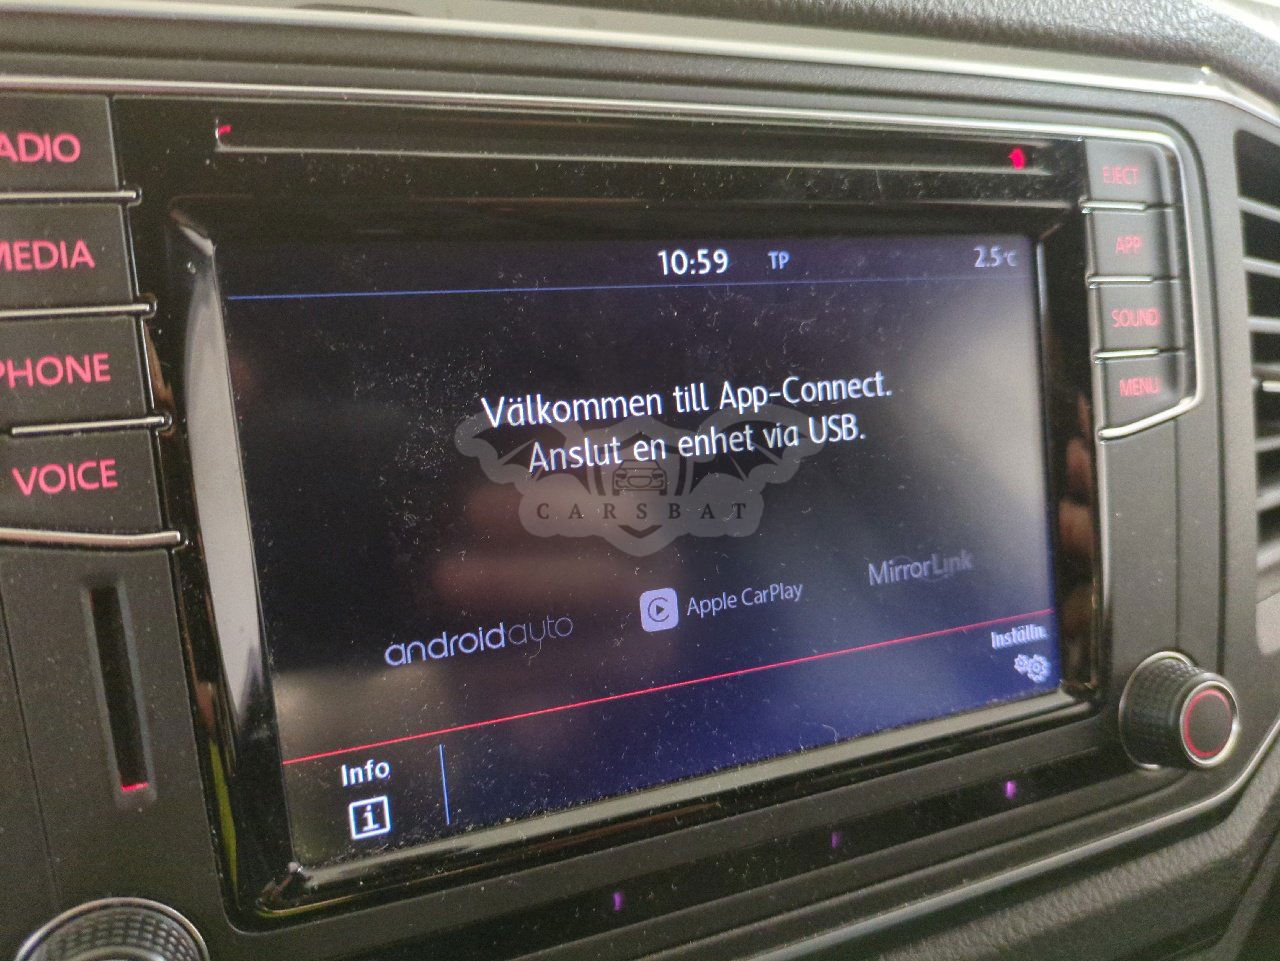 RADIO
MEDIA
PHONE
VOICE
EJECT
APP
SOUND
MENU
10:59 TP 2.5°C
Välkommen till App-Connect.
Anslut en enhet via USB.
CARSBAT
androidauto
Apple CarPlay
MirrorLink
Inställn.
Info
i